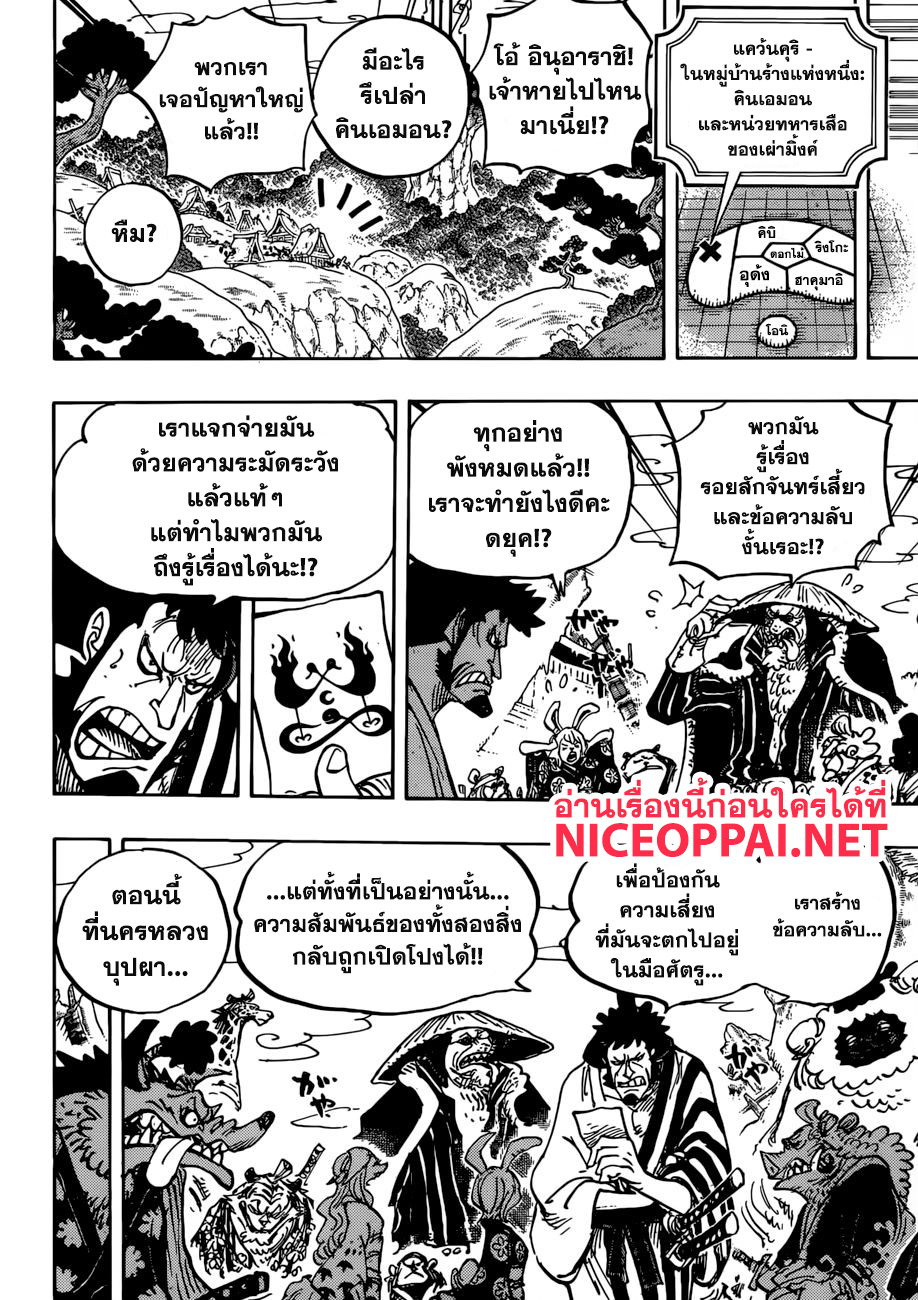 แคว้นคุริ -
ในหมู่บ้านร้างแห่งหนึ่ง:
คินเอมอน
และหน่วยทหารเสือ
ของเผ่ามิ้งค์
คิบิ
ดอกไม้
ริงโกะ
อุด้ง
ฮาคุมาอิ
โอนิ
โอ้ อินุอาราชิ!
เจ้าหายไปไหน
มาเนี่ย!?
มีอะไร
รึเปล่า
คินเอมอน?
พวกเรา
เจอปัญหาใหญ่
แล้ว!!
หืม?
พวกมัน
รู้เรื่อง
รอยสักจันทร์เสี้ยว
และข้อความลับ
งั้นเรอะ!?
ทุกอย่าง
พังหมดแล้ว!!
เราจะทำยังไงดีคะ
ดยุค!?
เราแจกจ่ายมัน
ด้วยความระมัดระวัง
แล้วแท้ๆ
แต่ทำไมพวกมัน
ถึงรู้เรื่องได้นะ!?
อ่านเรื่องนี้ก่อนใครได้ที่
NICEOPPAI.NET
เราสร้าง
ข้อความลับ...
เพื่อป้องกัน
ความเสี่ยง
ที่มันจะตกไปอยู่
ในมือศัตรู...
...แต่ทั้งที่เป็นอย่างนั้น...
ความสัมพันธ์ของทั้งสองสิ่ง
กลับถูกเปิดโปงได้!!
ตอนนี้
ที่นครหลวง
บุปผา...